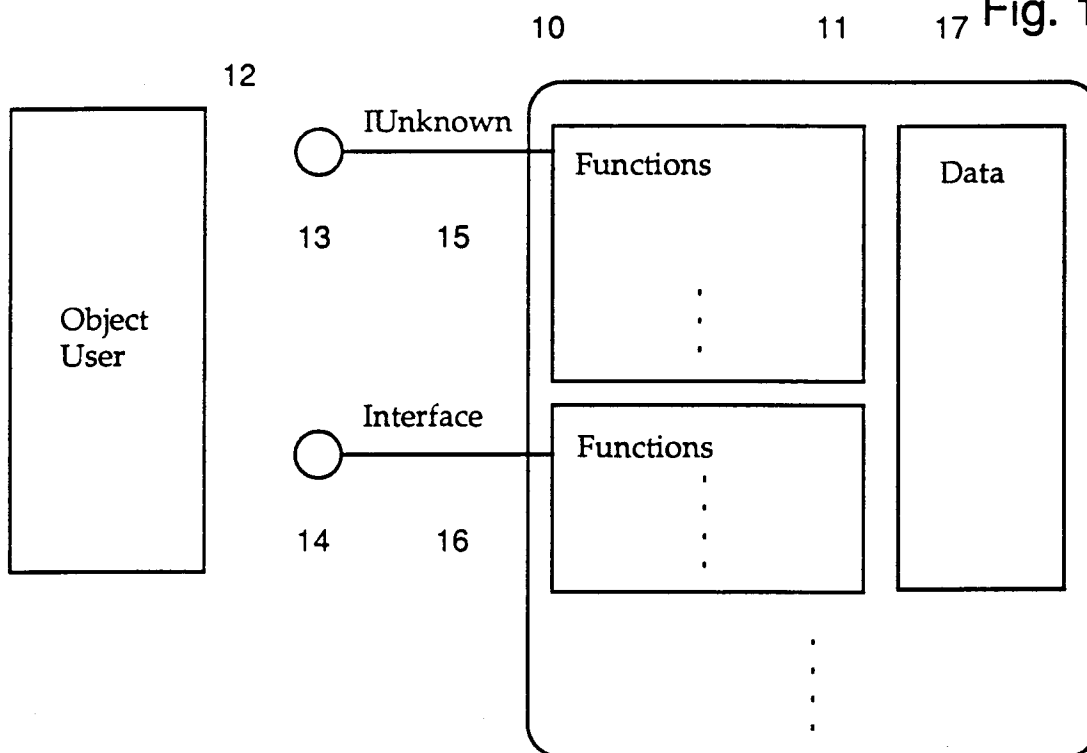 Fig. 1
10 11 17
12
IUnknown
Functions
Data
13 15
Object
User
Interface
Functions
14 16